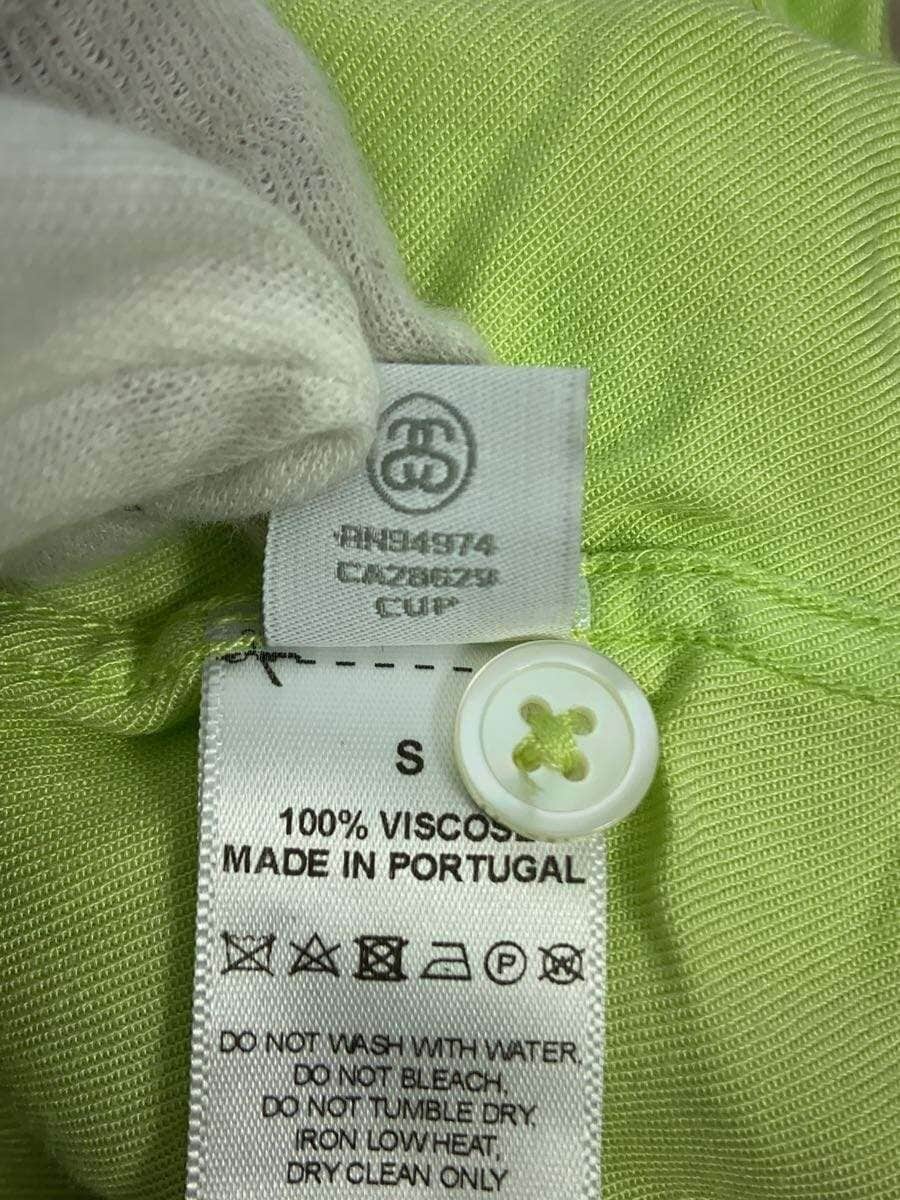 RN94974
CA28629
CUP
S
100% VISCOSE
MADE IN PORTUGAL
P W
DO NOT WASH WITH WATER,
DO NOT BLEACH,
DO NOT TUMBLE DRY,
IRON LOW HEAT,
DRY CLEAN ONLY